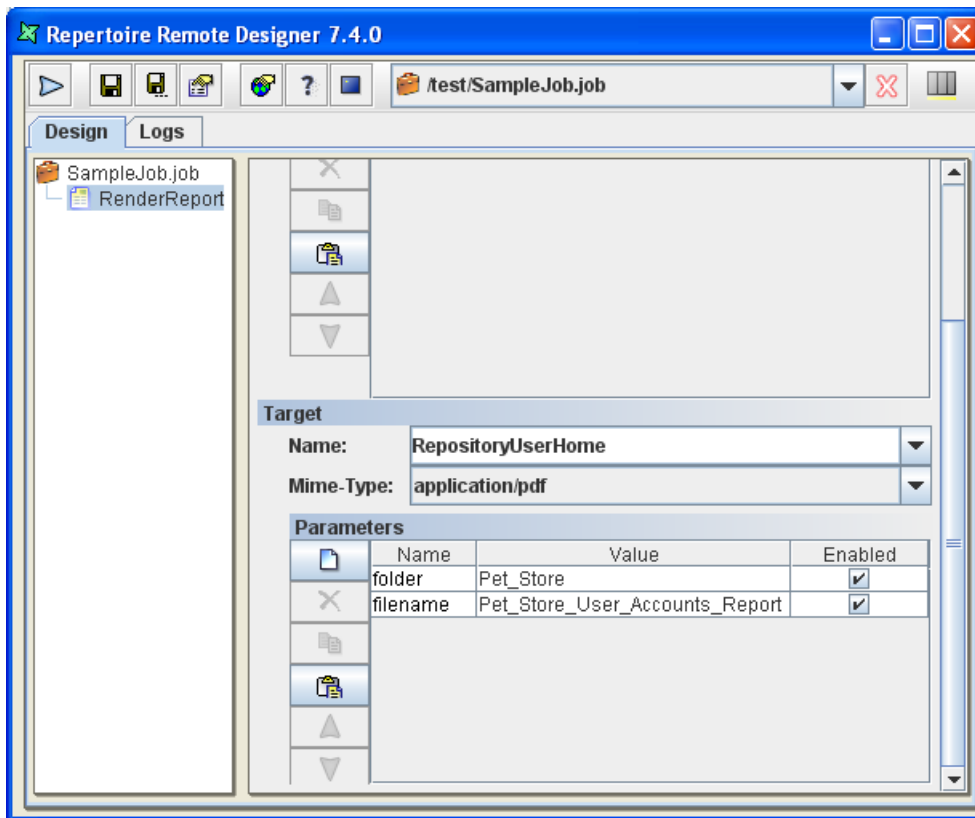 Repertoire Remote Designer 7.4.0
/test/SampleJob.job
Design Logs
SampleJob.job
RenderReport
Target
Name: RepositoryUserHome
Mime-Type: application/pdf
Parameters
Name Value Enabled
folder Pet_Store
filename Pet_Store_User_Accounts_Report